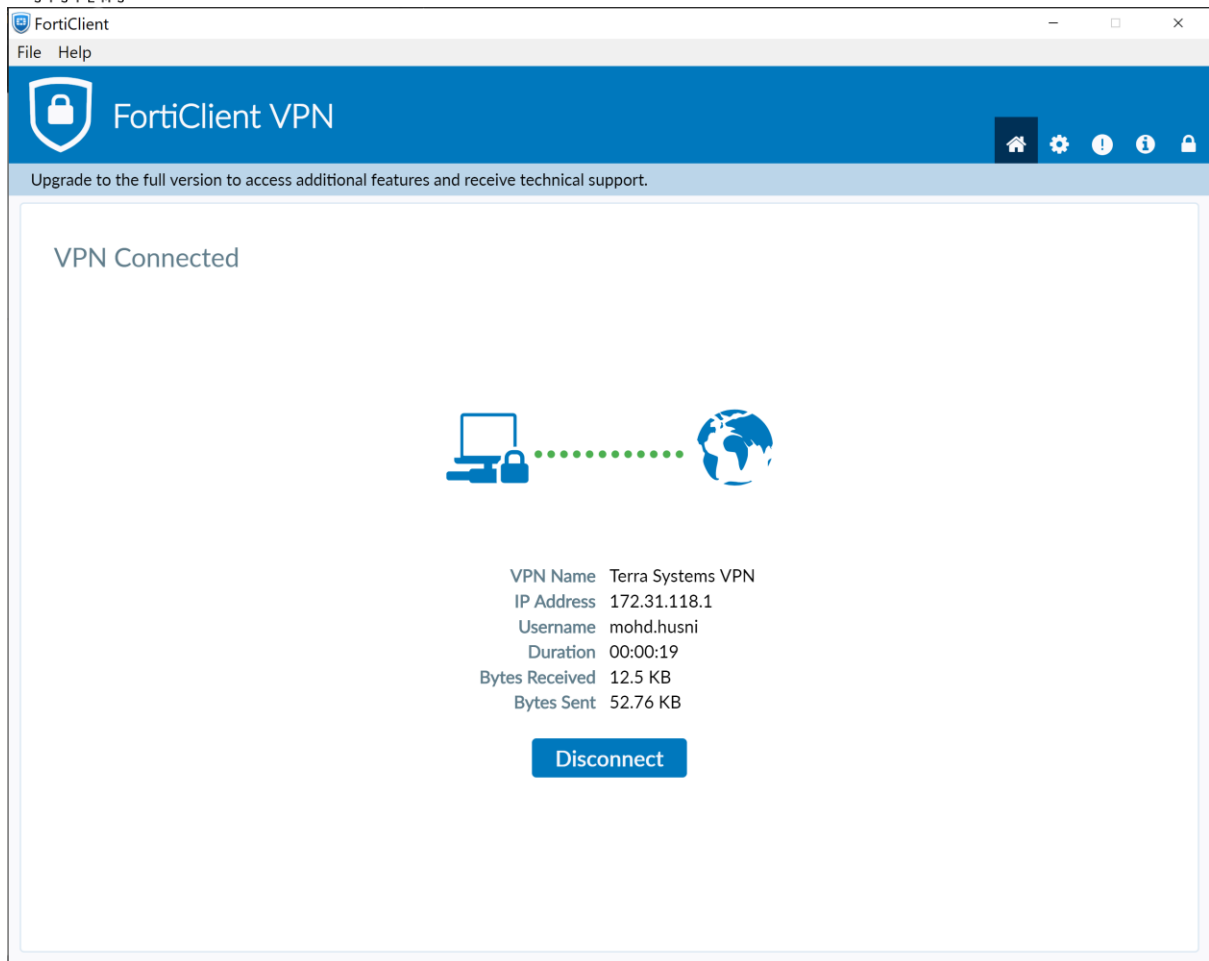 FortiClient
File Help
FortiClient VPN
Upgrade to the full version to access additional features and receive technical support.
VPN Connected
VPN Name Terra Systems VPN
IP Address 172.31.118.1
Username mohd.husni
Duration 00:00:19
Bytes Received 12.5 KB
Bytes Sent 52.76 KB
Disconnect